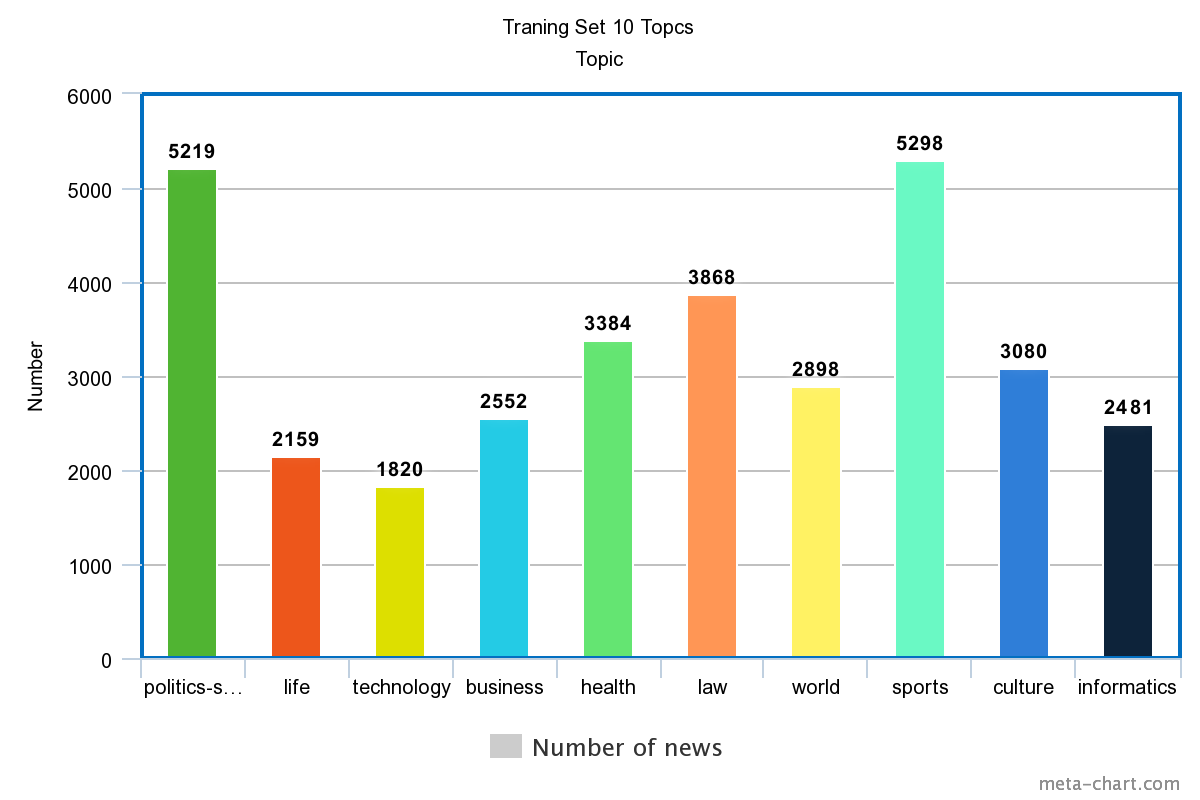 Traning Set 10 Topcs
Topic
Number
6000
5000
4000
3000
2000
1000
0
5219
2159
1820
2552
3384
3868
2898
5298
3080
2481
politics-s... life technology business health law world sports culture informatics
Number of news
meta-chart.com